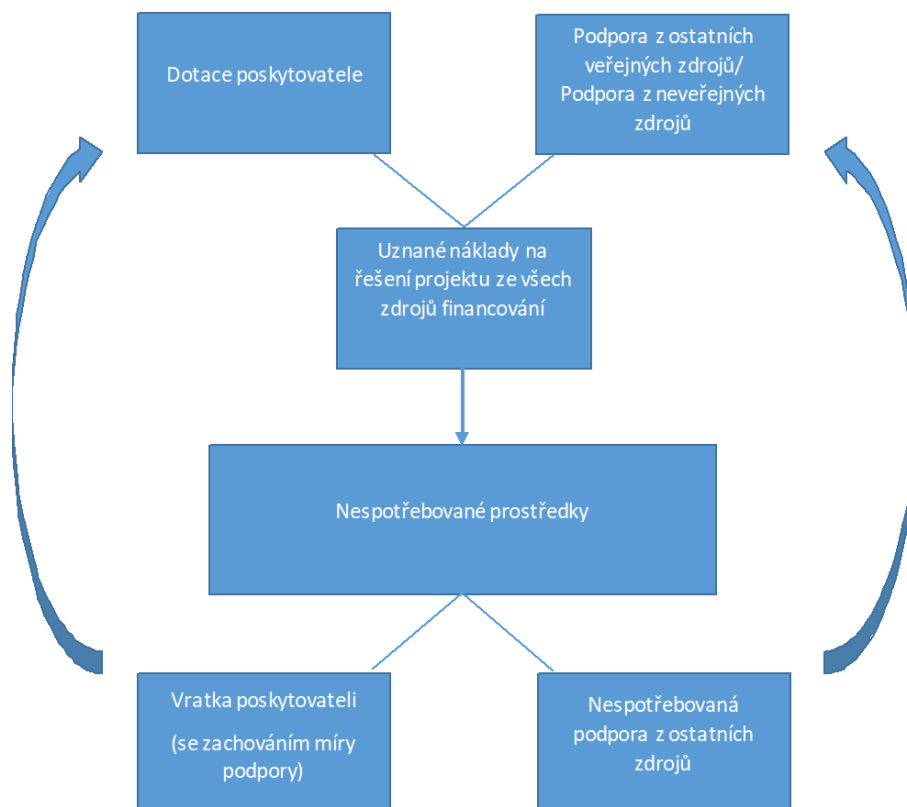 Dotace poskytovatele
Podpora z ostatních
veřejných zdrojů/
Podpora z neveřejných
zdrojů
Uznané náklady na
řešení projektu ze všech
zdrojů financování
Nespotřebované prostředky
Vratka poskytovateli
(se zachováním míry
podpory)
Nespotřebovaná
podpora z ostatních
zdrojů